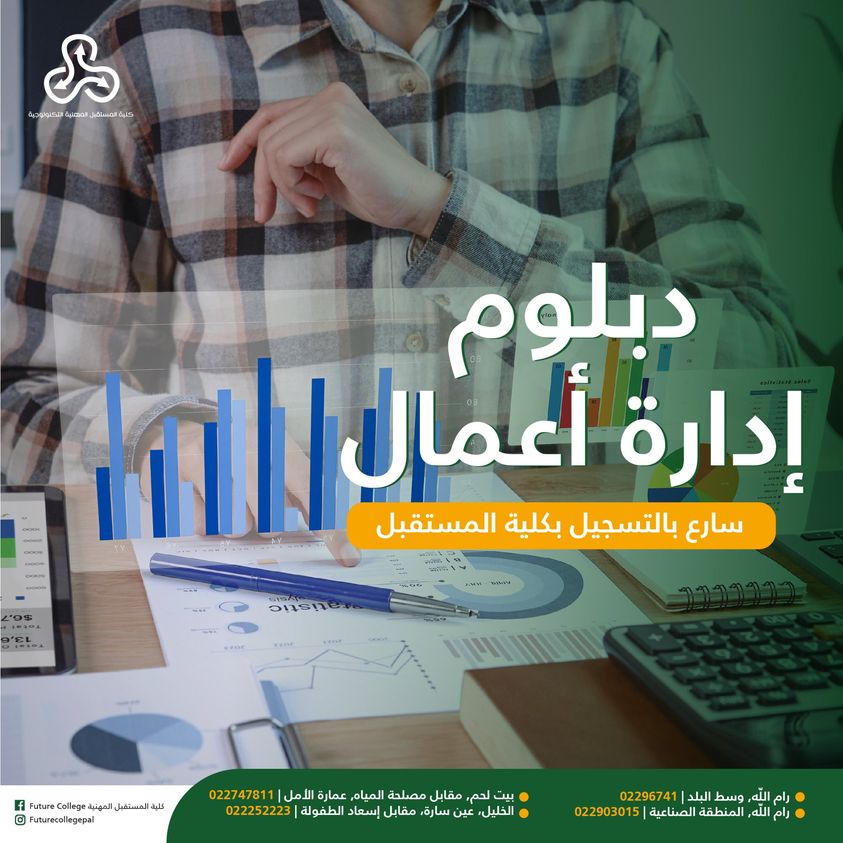 كلية المستقبل المهنية التكنولوجية
دبلوم
إدارة أعمال
سارع بالتسجيل بكلية المستقبل
Statistic
رام الله, وسط البلد | 02296741
رام الله, المنطقة الصناعية | 022903015
بيت لحم, مقابل مصلحة المياه, عمارة الأمل | 022747811
الخليل, عين سارة, مقابل إسعاد الطفولة | 022252223
Future College كلية المستقبل المهنية
Futurecollegepal